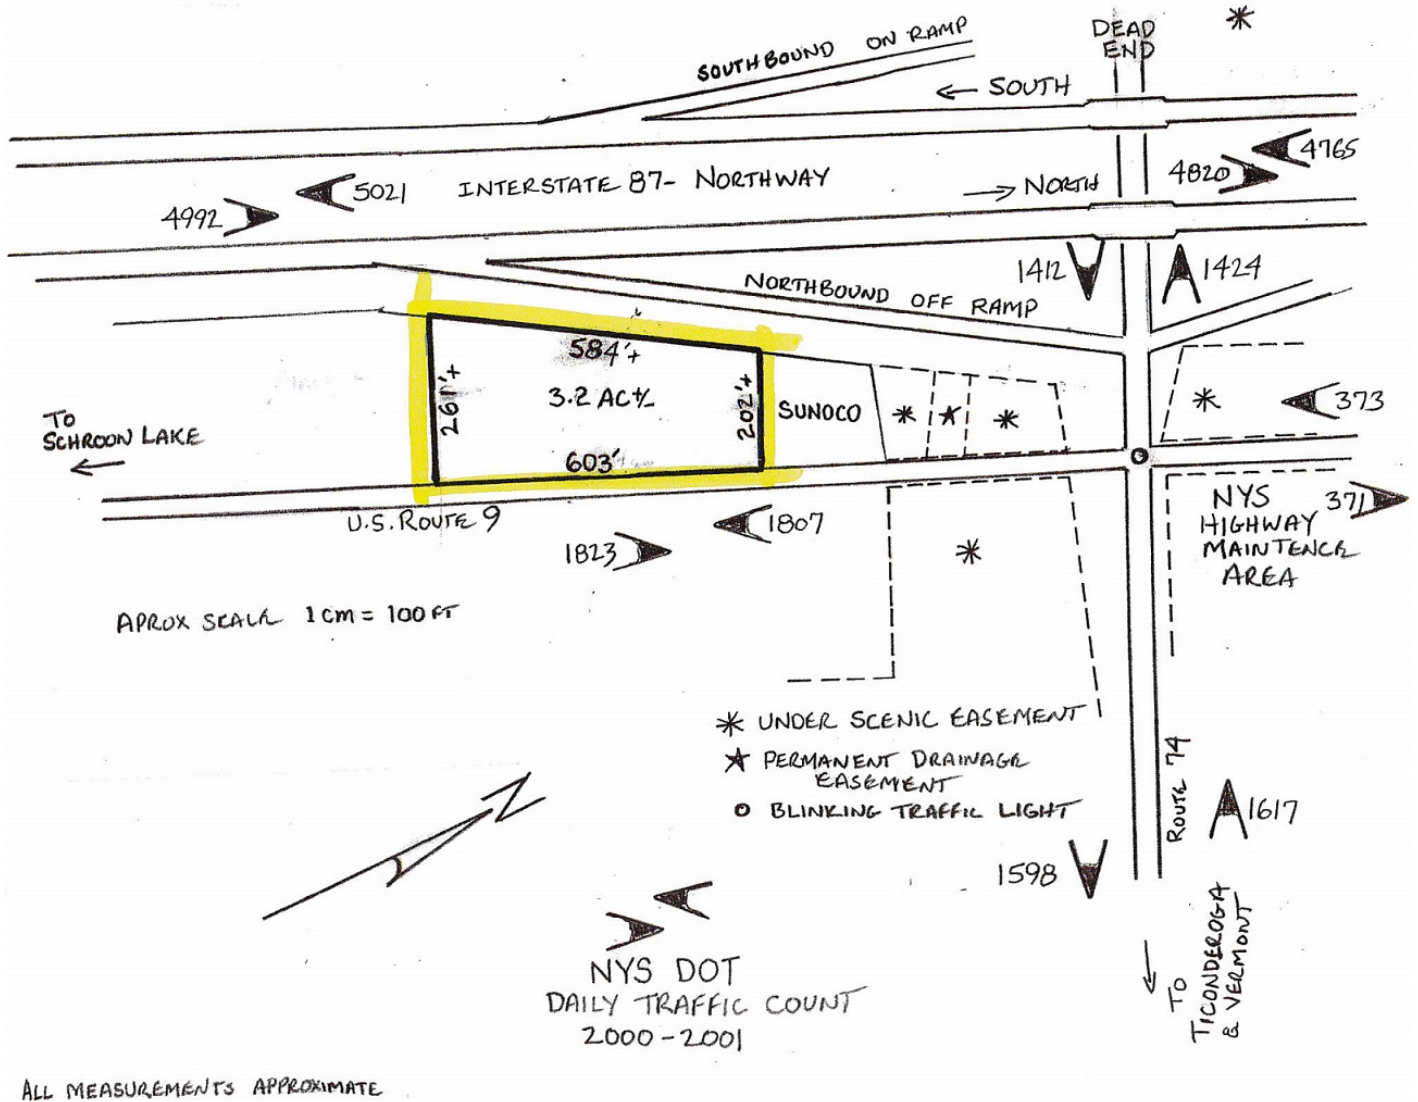 SOUTHBOUND ON RAMP
DEAD
END
← SOUTH
INTERSTATE 87- NORTHWAY
→ NORTH
4765
4820
5021
4992
1412
1424
NORTHBOUND OFF RAMP
584'±
261'±
3.2 AC±
202'±
603'
SUNOCO
373
TO
SCHROON LAKE
←
U.S. ROUTE 9
1807
1823
NYS
HIGHWAY
MAINTENCE
AREA
371
APROX SCALE 1 CM = 100 FT
* UNDER SCENIC EASEMENT
★ PERMANENT DRAINAGE
EASEMENT
o BLINKING TRAFFIC LIGHT
ROUTE 74
1617
1598
N
TO
TICONDEROGA
& VERMONT
NYS DOT
DAILY TRAFFIC COUNT
2000-2001
ALL MEASUREMENTS APPROXIMATE